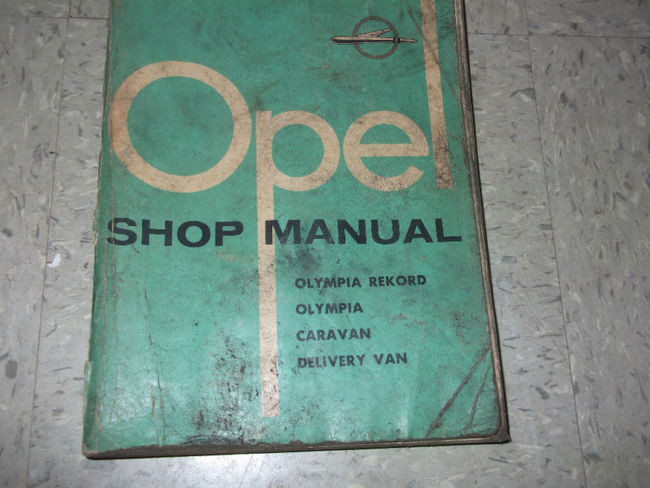 Opel
SHOP MANUAL
OLYMPIA REKORD
OLYMPIA
CARAVAN
DELIVERY VAN